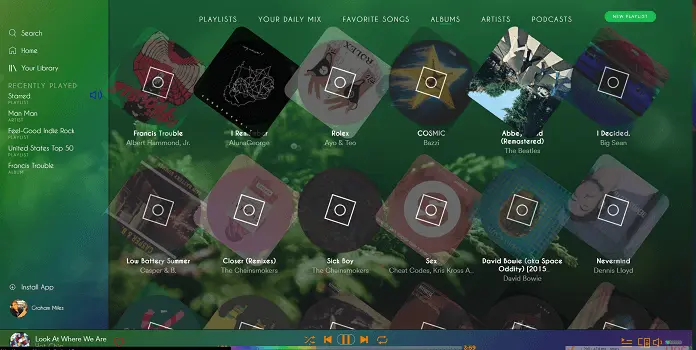 PLAYLISTS
YOUR DAILY MIX
FAVORITE SONGS
ALBUMS
ARTISTS
PODCASTS
NEW PLAYLIST
Search
Home
Your Library
RECENTLY PLAYED
Starred
PLAYLIST
Man Man
ARTIST
Feel-Good Indie Rock
PLAYLIST
United States Top 50
PLAYLIST
Francis Trouble
ALBUM
Install App
Graham Miles
ROLEX
Francis Trouble
Albert Hammond, Jr.
AlunaGeorge
Rolex
Ayo & Teo
COSMIC
Bazzi
(Remastered)
The Beatles
I Decided.
Big Sean
Low Battery Summer
Casper & B.
Closer (Remixes)
The Chainsmokers
Sick Boy
The Chainsmokers
Sex
Cheat Codes, Kris Kross A...
David Bowie (aka Space
Oddity) [2015...
David Bowie
Nevermind
Dennis Lloyd
Look At Where We Are
3:59